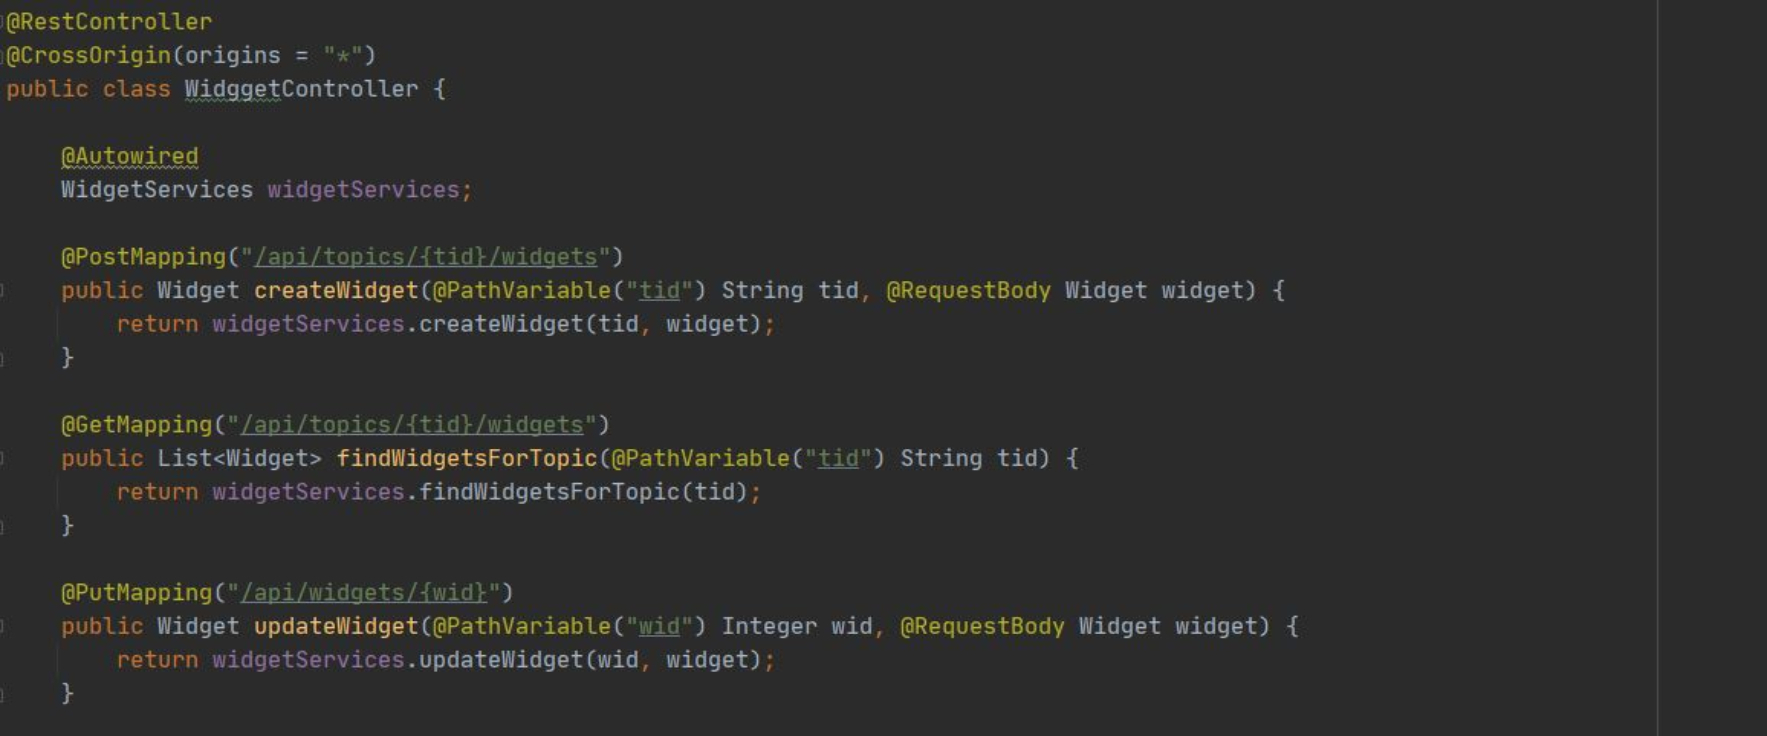 @RestController
@CrossOrigin(origins = "*")
public class WidggetController {
@Autowired
WidgetServices widgetServices;
@PostMapping("/api/topics/{tid}/widgets")
public Widget createWidget(@PathVariable("tid") String tid, @RequestBody Widget widget) {
return widgetServices.createWidget(tid, widget);
}
@GetMapping("/api/topics/{tid}/widgets")
public List<Widget> findWidgetsForTopic(@PathVariable("tid") String tid) {
return widgetServices.findWidgetsForTopic(tid);
}
@PutMapping("/api/widgets/{wid}")
public Widget updateWidget(@PathVariable("wid") Integer wid, @RequestBody Widget widget) {
return widgetServices.updateWidget(wid, widget);
}